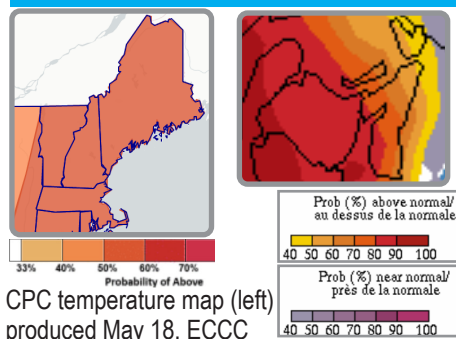 33% 40% 50% 60% 70%
Probability of Above
CPC temperature map (left)
produced May 18. ECCC
Prob (%) above normal/
au dessus de la normale
40 50 60 70 80 90 100
Prob (%) near normal/
près de la normale
40 50 60 70 80 90 100